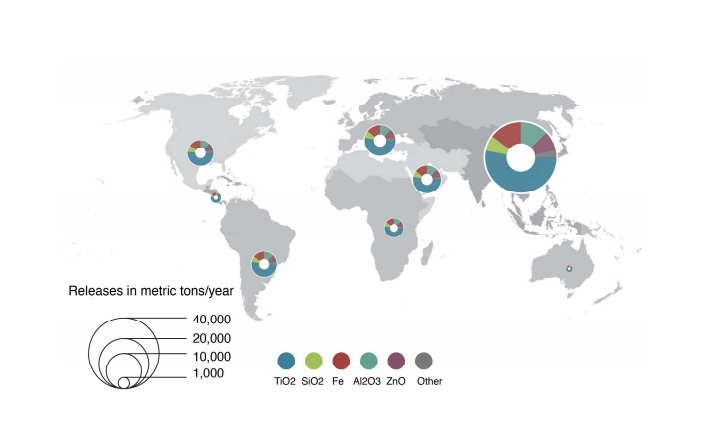 Releases in metric tons/year
40,000
20,000
10,000
1,000
TiO2 SiO2 Fe Al2O3 ZnO Other